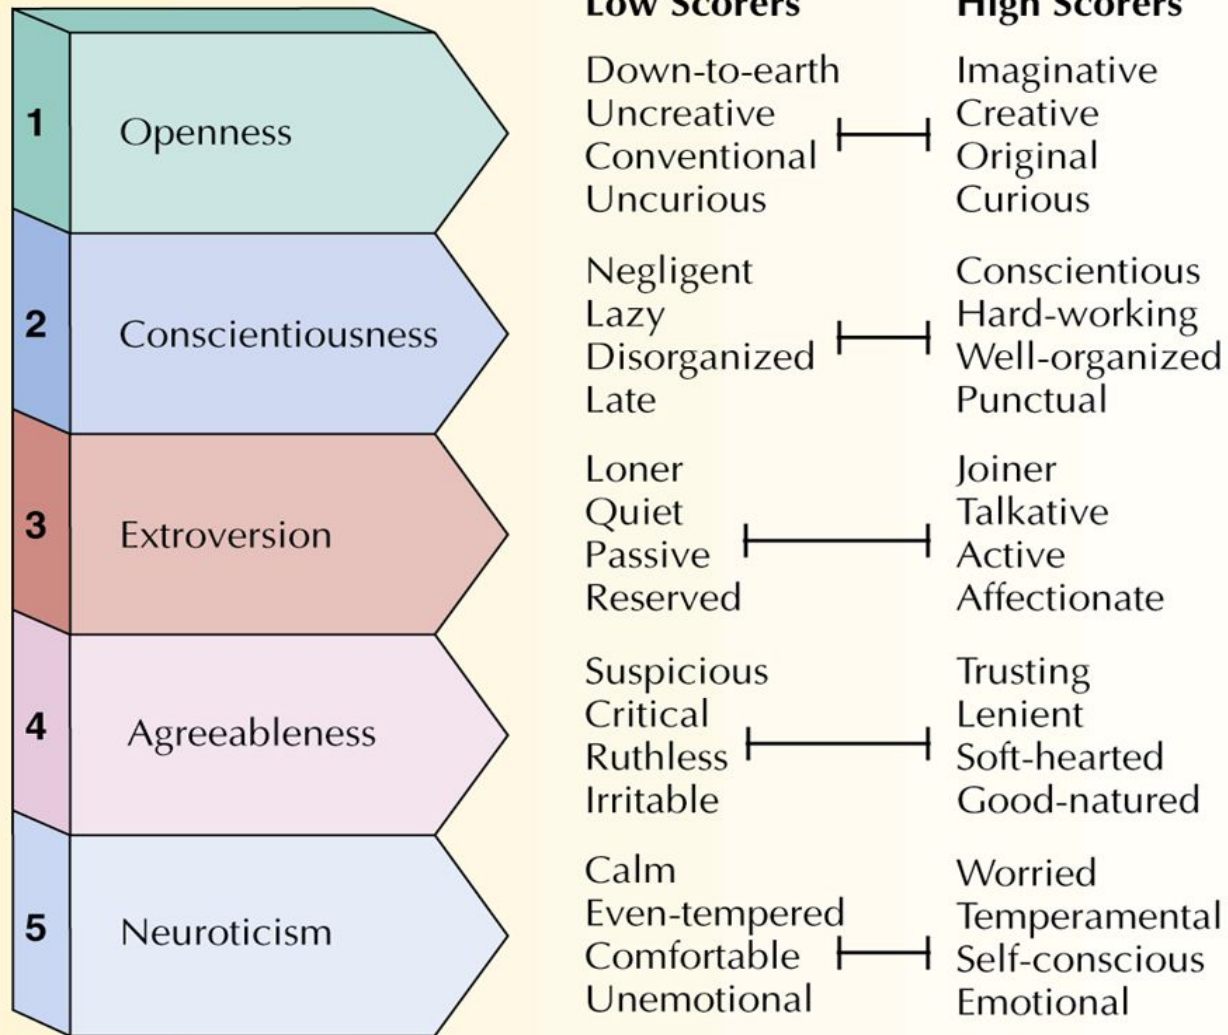 Low Scorers High Scorers
1 Openness
Down-to-earth Imaginative
Uncreative Creative
Conventional Original
Uncurious Curious
2 Conscientiousness
Negligent Conscientious
Lazy Hard-working
Disorganized Well-organized
Late Punctual
3 Extroversion
Loner Joiner
Quiet Talkative
Passive Active
Reserved Affectionate
4 Agreeableness
Suspicious Trusting
Critical Lenient
Ruthless Soft-hearted
Irritable Good-natured
5 Neuroticism
Calm Worried
Even-tempered Temperamental
Comfortable Self-conscious
Unemotional Emotional